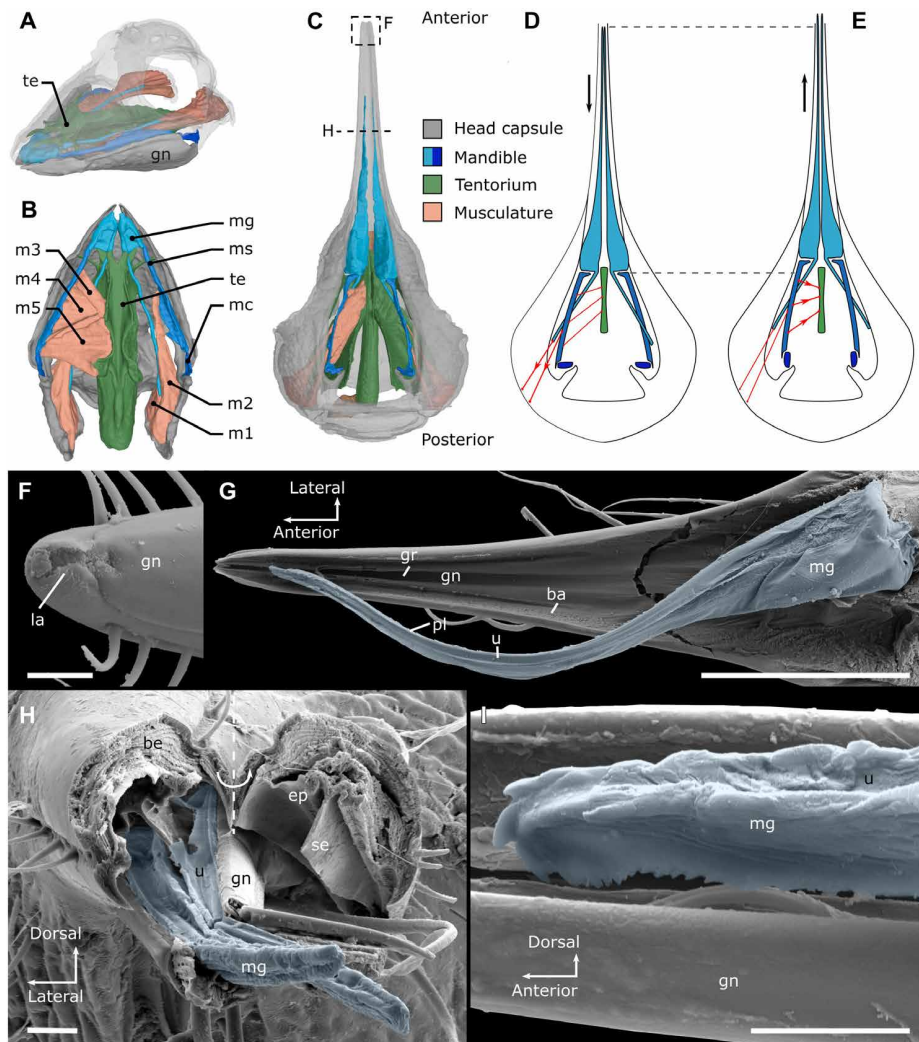 A
te
gn
B
m3
m4
m5
mg
ms
te
mc
m2
m1
C
F
Anterior
H
Head capsule
Mandible
Tentorium
Musculature
Posterior
D
E
F
gn
la
G
Lateral
Anterior
gr
gn
ba
pl
u
mg
H
be
ep
se
u
gn
mg
Dorsal
Lateral
I
u
mg
Dorsal
Anterior
gn